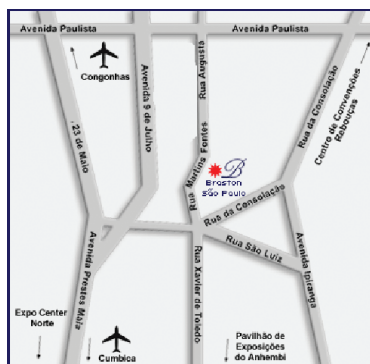 Avenida Paulista
Avenida Paulista
Congonhas
Avenida 9 de Julho
Rua Augusta
Rua da Consolação
Centro de Convenções
Rebouças
23 de Maio
Rua Martins Fontes
B
Braston
São Paulo
Rua da Consolação
Rua São Luiz
Avenida Ipiranga
Avenida Prestes Maia
Rua Xavier de Toledo
Expo Center
Norte
Cumbica
Pavilhão de
Exposições
do Anhembi